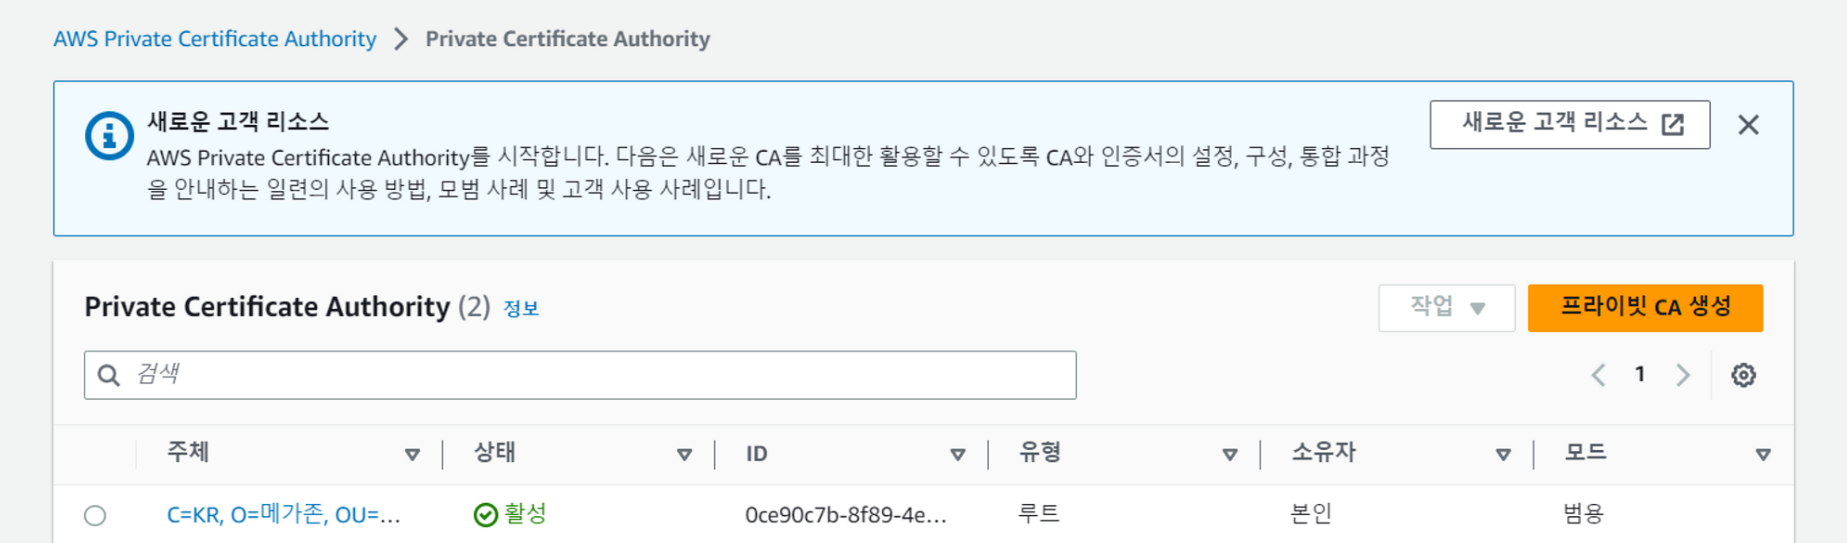 AWS Private Certificate Authority > Private Certificate Authority
새로운 고객 리소스
AWS Private Certificate Authority를 시작합니다. 다음은 새로운 CA를 최대한 활용할 수 있도록 CA와 인증서의 설정, 구성, 통합 과정
을 안내하는 일련의 사용 방법, 모범 사례 및 고객 사용 사례입니다.
새로운 고객 리소스
Private Certificate Authority (2) 정보
작업
프라이빗 CA 생성
검색
1
주체 상태 ID 유형 소유자 모드
C=KR, O=메가존, OU=... 활성 0ce90c7b-8f89-4e... 루트 본인 범용